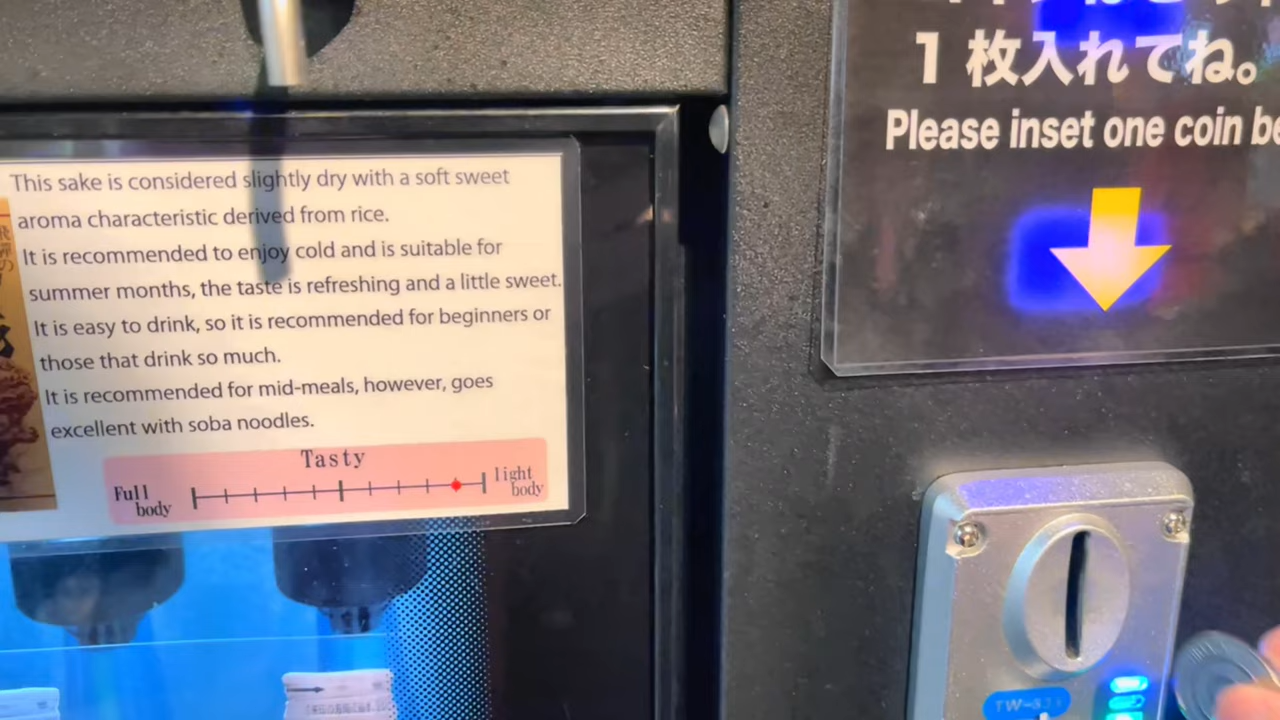 This sake is considered slightly dry with a soft sweet
aroma characteristic derived from rice.
It is recommended to enjoy cold and is suitable for
summer months, the taste is refreshing and a little sweet.
It is easy to drink, so it is recommended for beginners or
those that drink so much.
It is recommended for mid-meals, however, goes
excellent with soba noodles.
Tasty
Full
body
light
body
1枚入れてね。
Please inset one coin